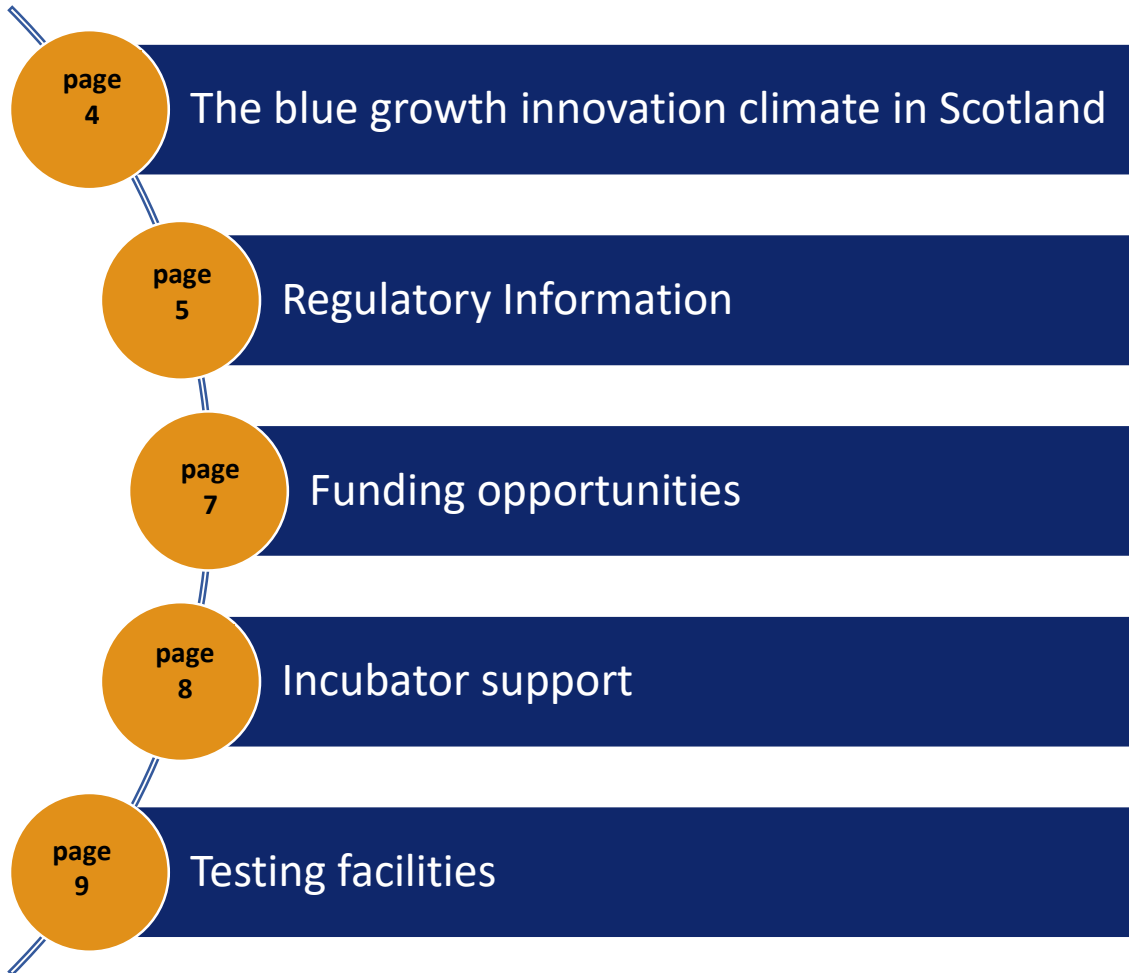 page
4
The blue growth innovation climate in Scotland
page
5
Regulatory Information
page
7
Funding opportunities
page
8
Incubator support
page
9
Testing facilities